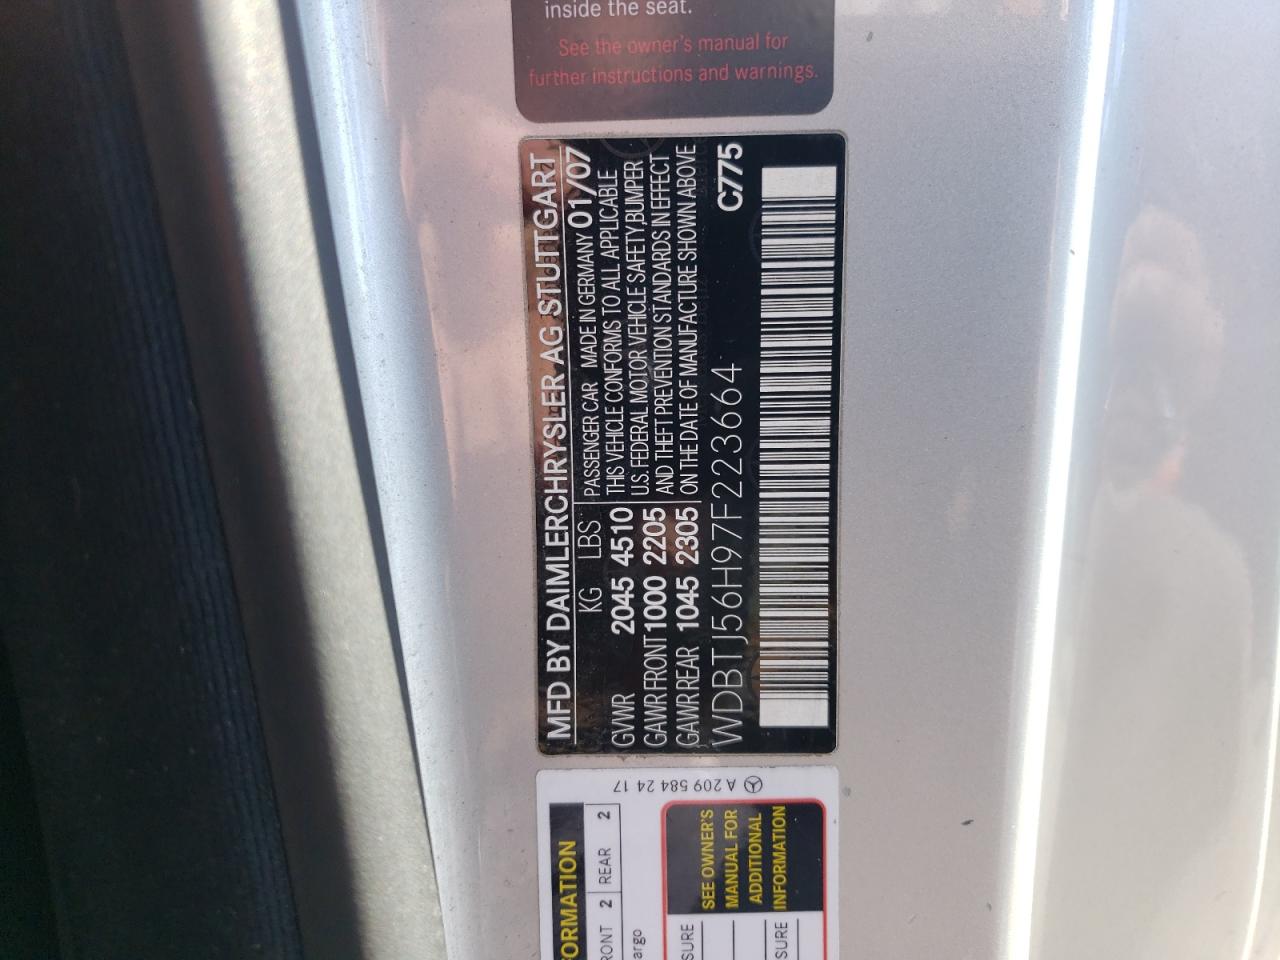 inside the seat.
See the owner's manual for
further instructions and warnings.
MFD BY DAIMLERCHRYSLER AG STUTTGART
KG LBS PASSENGER CAR MADE IN GERMANY 01/07
GVWR 2045 4510 THIS VEHICLE CONFORMS TO ALL APPLICABLE
U.S. FEDERAL MOTOR VEHICLE SAFETY,BUMPER
GAWR FRONT 1000 2205 AND THEFT PREVENTION STANDARDS IN EFFECT
GAWR REAR 1045 2305 ON THE DATE OF MANUFACTURE SHOWN ABOVE
WDBTJ56H97F223664 C775
A 209 584 24 17
FORMATION
RONT 2 REAR 2
argo
SEE OWNER'S
MANUAL FOR
ADDITIONAL
INFORMATION
SURE
SURE